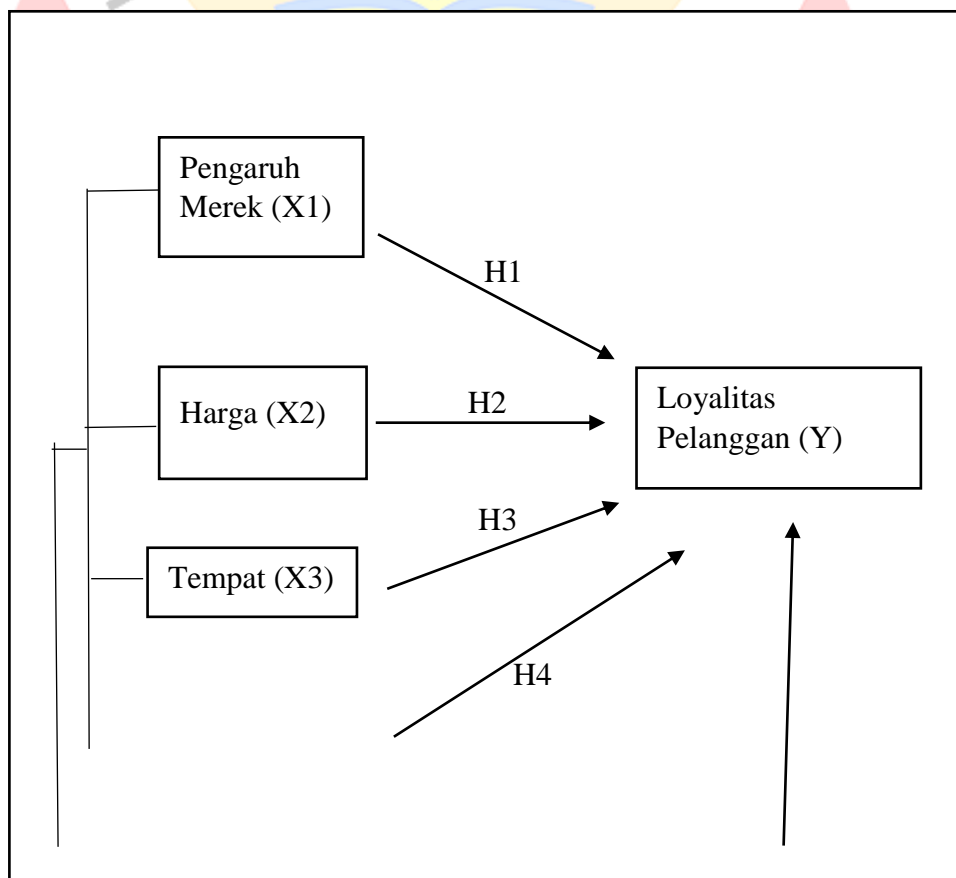 Pengaruh
Merek (X1)
H1
Harga (X2)
H2
Loyalitas
Pelanggan (Y)
H3
Tempat (X3)
H4